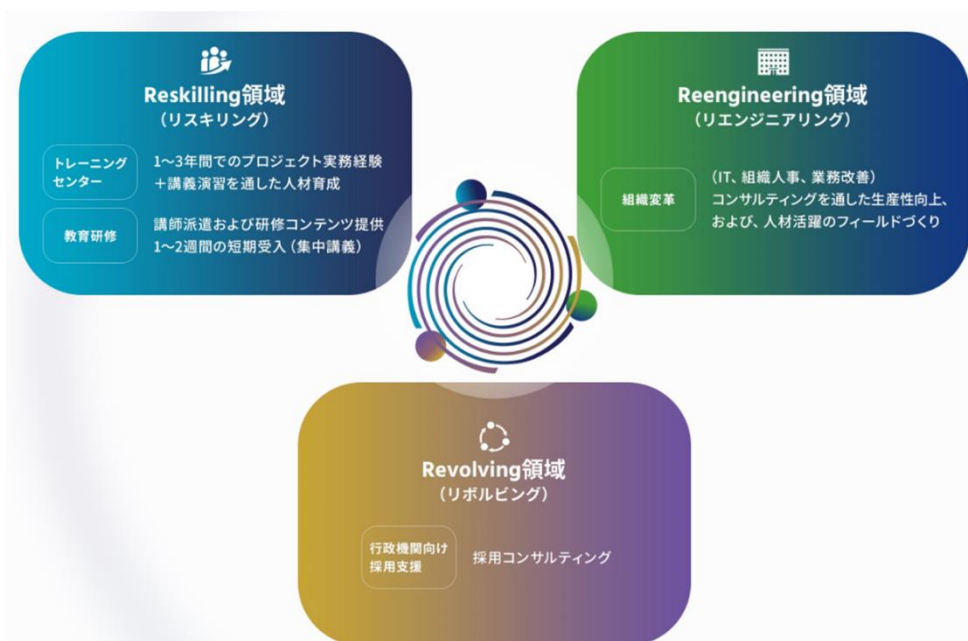 Reskilling領域
（リスキリング）
トレーニング
センター
1〜3年間でのプロジェクト実務経験
＋講義演習を通した人材育成
教育研修
講師派遣および研修コンテンツ提供
1〜2週間の短期受入（集中講義）
Reengineering領域
（リエンジニアリング）
組織変革
（IT、組織人事、業務改善）
コンサルティングを通した生産性向上、
および、人材活躍のフィールドづくり
Revolving領域
（リボルビング）
行政機関向け
採用支援
採用コンサルティング